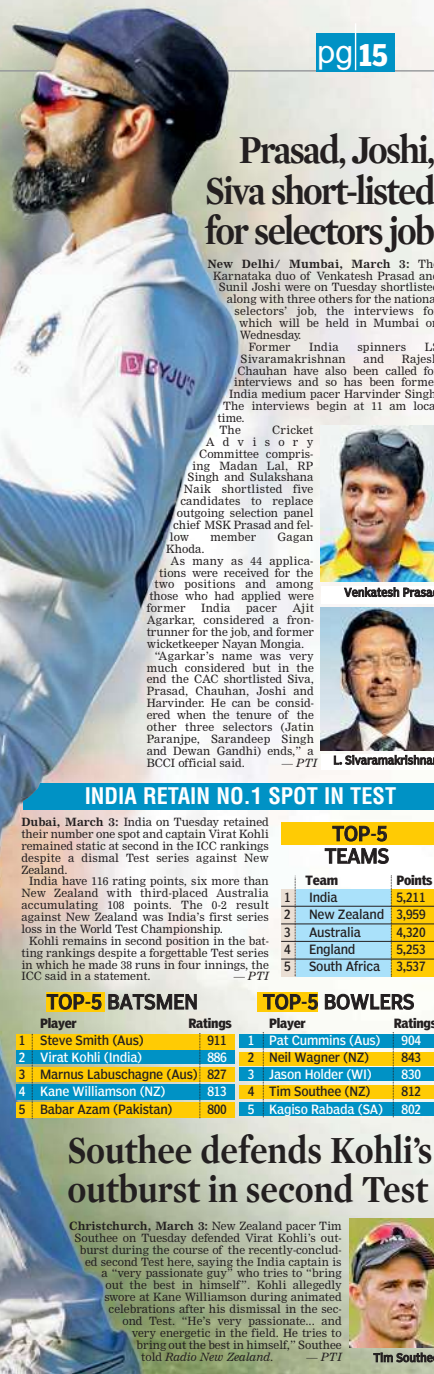 pg 15
Prasad, Joshi,
Siva short-listed
for selectors job
New Delhi/ Mumbai, March 3: The
Karnataka duo of Venkatesh Prasad and
Sunil Joshi were on Tuesday shortlisted
along with three others for the national
selectors’ job, the interviews for
which will be held in Mumbai on
Wednesday.
Former India spinners L
Sivaramakrishnan and Rajesh
Chauhan have also been called for
interviews and so has been former
India medium pacer Harvinder Singh.
The interviews begin at 11 am local
time.
The Cricket
Advisory
Committee compris-
ing Madan Lal, RP
Singh and Sulakshana
Naik shortlisted five
candidates to replace
outgoing selection panel
chief MSK Prasad and fel-
low member Gagan
Khoda.
As many as 44 applica-
tions were received for the
two positions and among
those who had applied were
former India pacer Ajit
Agarkar, considered a fron-
trunner for the job, and former
wicketkeeper Nayan Mongia.
“Agarkar’s name was very
much considered but in the
end the CAC shortlisted Siva,
Prasad, Chauhan, Joshi and
Harvinder. He can be consid-
ered when the tenure of the
other three selectors (Jatin
Paranjpe, Sarandeep Singh
and Dewan Gandhi) ends,” a
BCCI official said. — PTI
BYJU'S
Venkatesh Prasad
L. Sivaramakrishnan
INDIA RETAIN NO.1 SPOT IN TEST
Dubai, March 3: India on Tuesday retained
their number one spot and captain Virat Kohli
remained static at second in the ICC rankings
despite a dismal Test series against New
Zealand.
India have 116 rating points, six more than
New Zealand with third-placed Australia
accumulating 108 points. The 0-2 result
against New Zealand was India’s first series
loss in the World Test Championship.
Kohli remains in second position in the bat-
ting rankings despite a forgettable Test series
in which he made 38 runs in four innings, the
ICC said in a statement. — PTI
TOP-5
TEAMS
Team Points
1 India 5,211
2 New Zealand 3,959
3 Australia 4,320
4 England 5,253
5 South Africa 3,537
TOP-5 BATSMEN
Player Ratings
1 Steve Smith (Aus) 911
2 Virat Kohli (India) 886
3 Marnus Labuschagne (Aus) 827
4 Kane Williamson (NZ) 813
5 Babar Azam (Pakistan) 800
TOP-5 BOWLERS
Player Ratings
1 Pat Cummins (Aus) 904
2 Neil Wagner (NZ) 843
3 Jason Holder (WI) 830
4 Tim Southee (NZ) 812
5 Kagiso Rabada (SA) 802
Southee defends Kohli’s
outburst in second Test
Christchurch, March 3: New Zealand pacer Tim
Southee on Tuesday defended Virat Kohli’s out-
burst during the course of the recently-conclud-
ed second Test here, saying the India captain is
a “very passionate guy” who tries to “bring
out the best in himself”. Kohli allegedly
swore at Kane Williamson during animated
celebrations after his dismissal in the sec-
ond Test. “He’s very passionate... and
very energetic in the field. He tries to
bring out the best in himself,” Southee
told Radio New Zealand. — PTI
Tim Southee